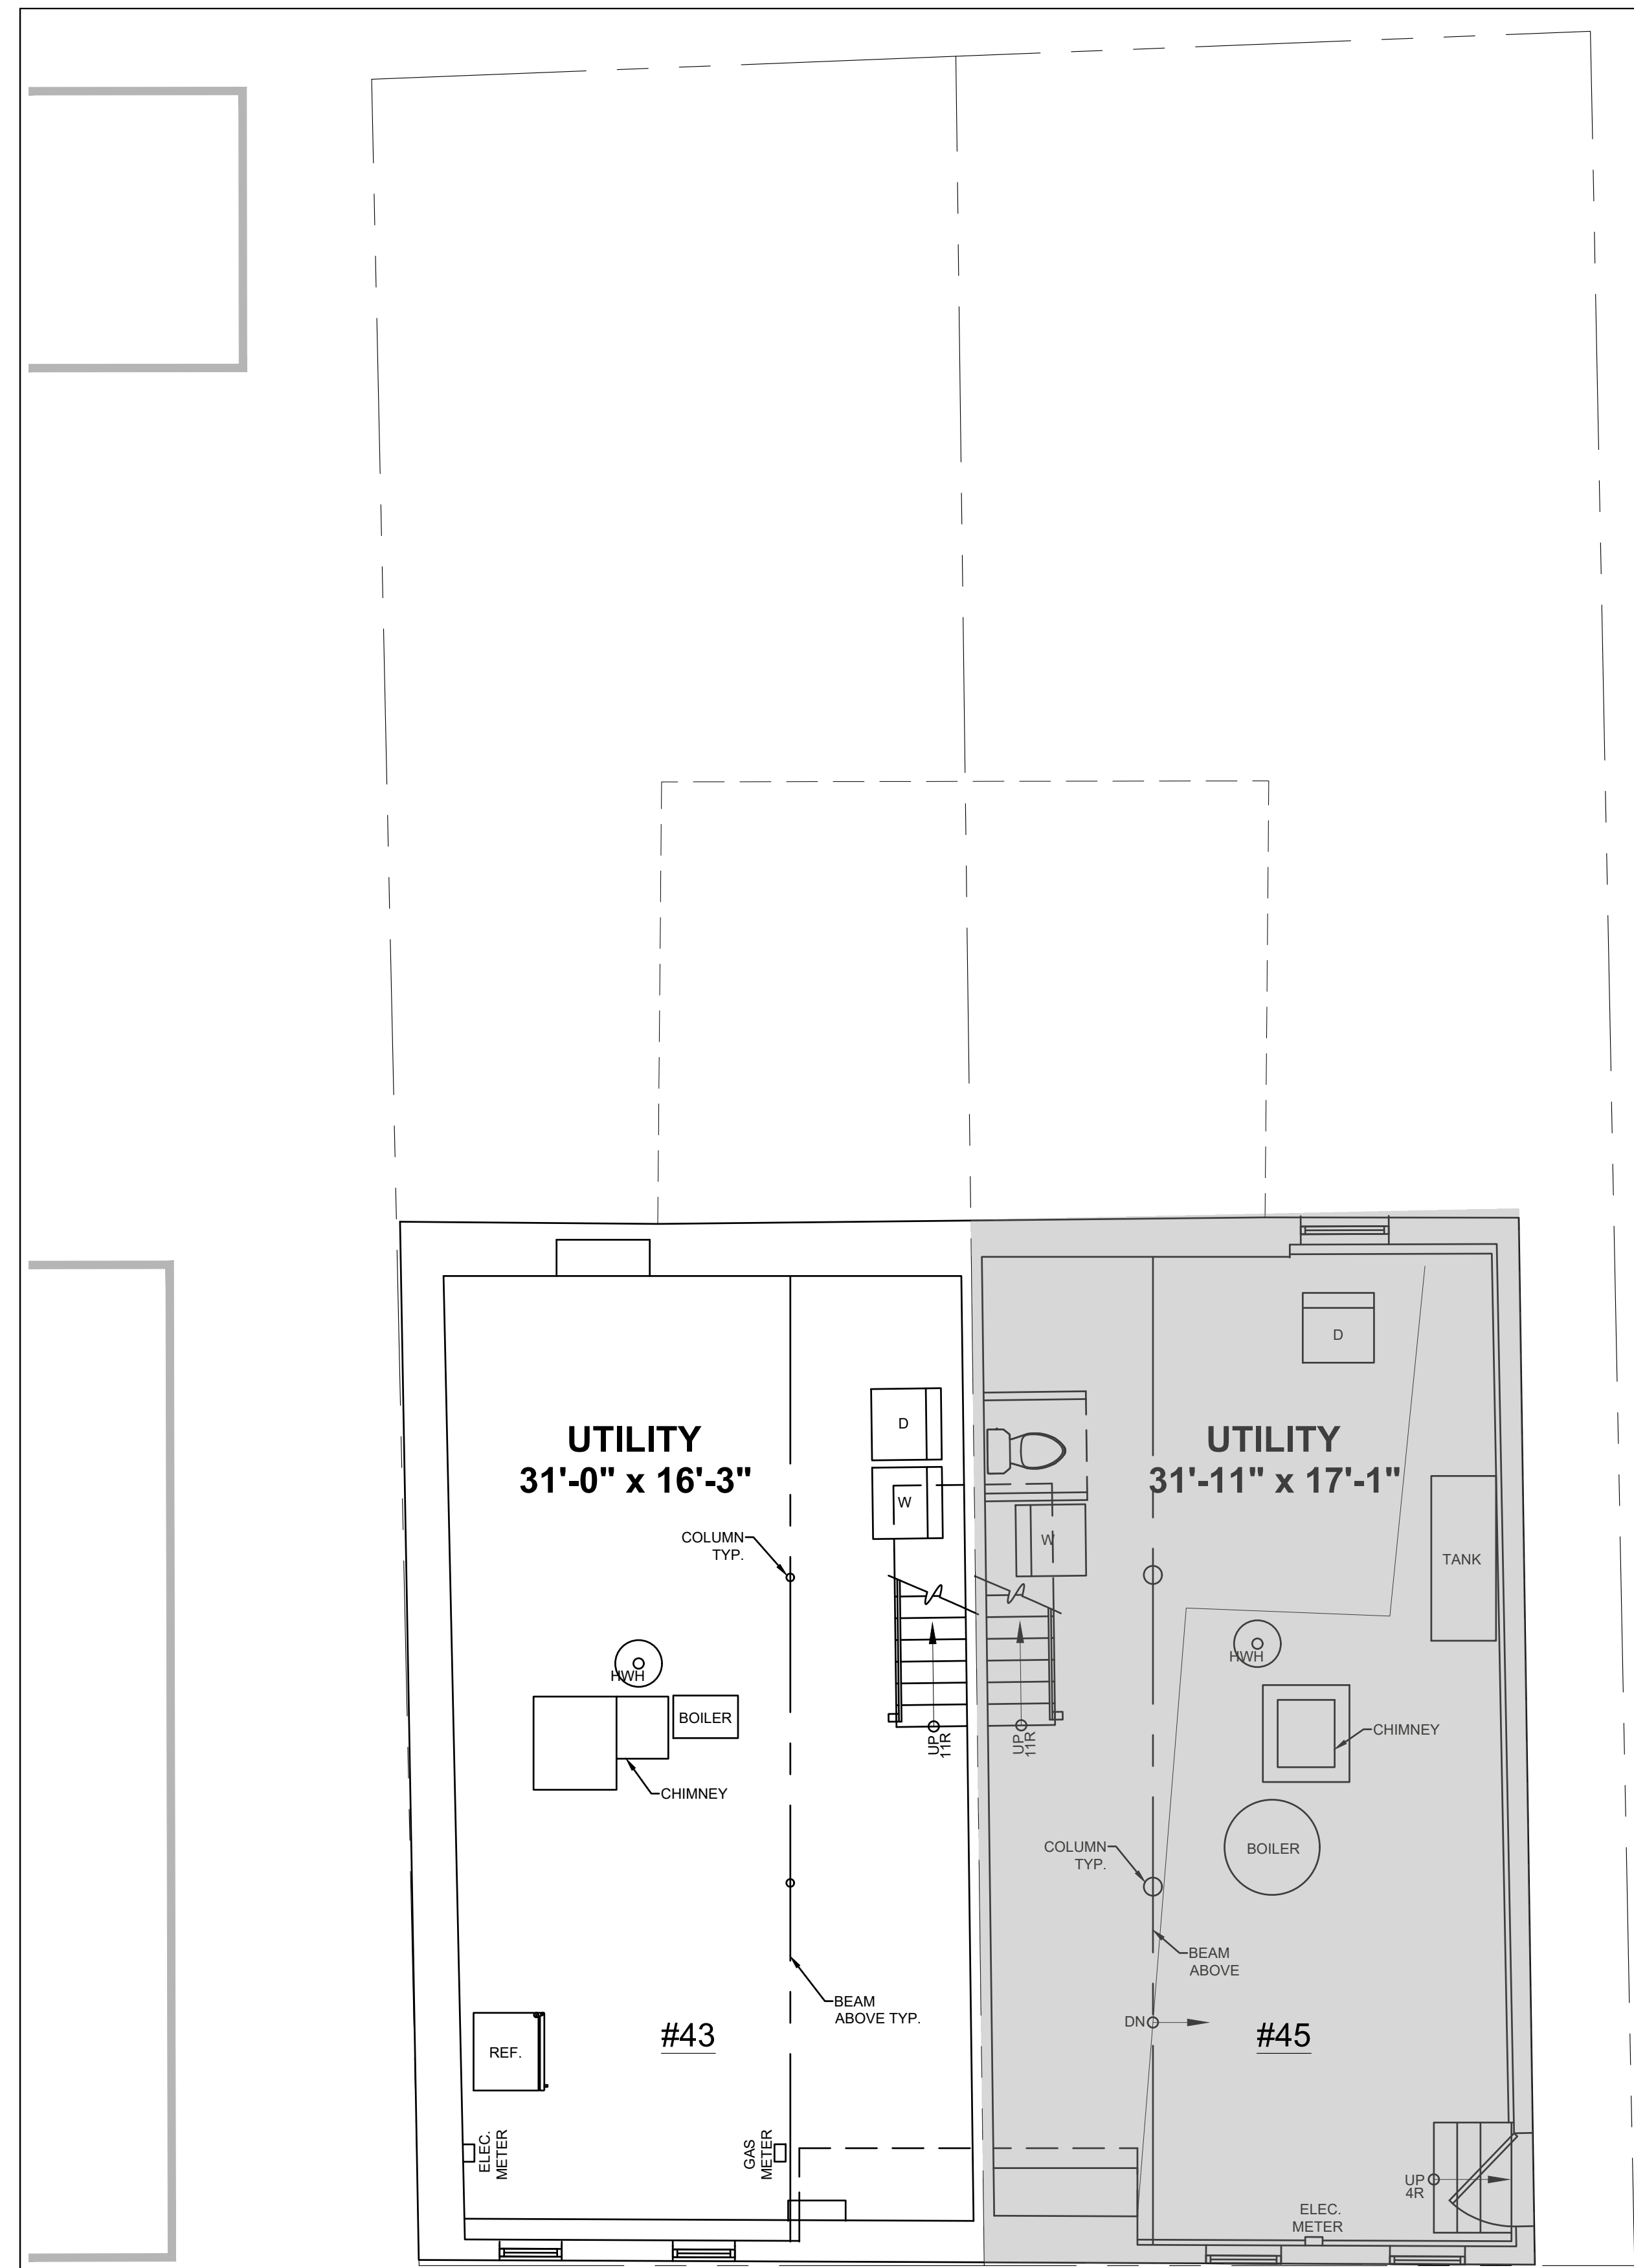 D
D
W
UTILITY
31'-0" x 16'-3"
UTILITY
31'-11" x 17'-1"
COLUMN
TYP.
W
TANK
HWH
HWH
BOILER
UP
11R
UP
11R
CHIMNEY
CHIMNEY
COLUMN
TYP.
BOILER
BEAM
ABOVE
BEAM
ABOVE TYP.
DN
#43
#45
REF.
ELEC.
METER
GAS
METER
UP
4R
ELEC.
METER